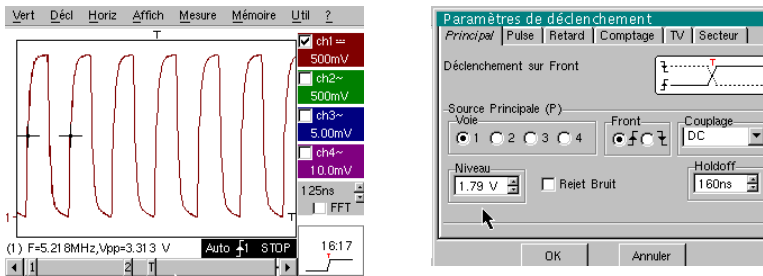 Vert Décl Horiz Affich Mesure Mémoire Util ?
T
ch1
500mV
ch2~
500mV
ch3~
5.00mV
ch4~
10.0mV
125ns
FFT
1
T
(1) F=5.218MHz,Vpp=3.313 V Auto 1 STOP
16:17
1 2 T
Paramètres de déclenchement
Principal Pulse Retard Comptage TV Secteur
Déclenchement sur Front
T
Source Principale (P)
Voie Front Couplage
1 2 3 4 DC
Niveau Holdoff
1.79 V Rejet Bruit 160ns
OK Annuler